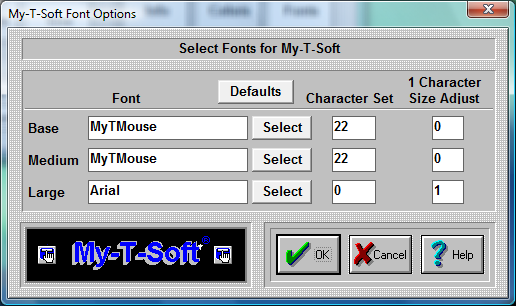 My-T-Soft Font Options
Select Fonts for My-T-Soft
Font Defaults Character Set 1 Character Size Adjust
Base MyTMouse Select 22 0
Medium MyTMouse Select 22 0
Large Arial Select 0 1
My-T-Soft OK Cancel Help